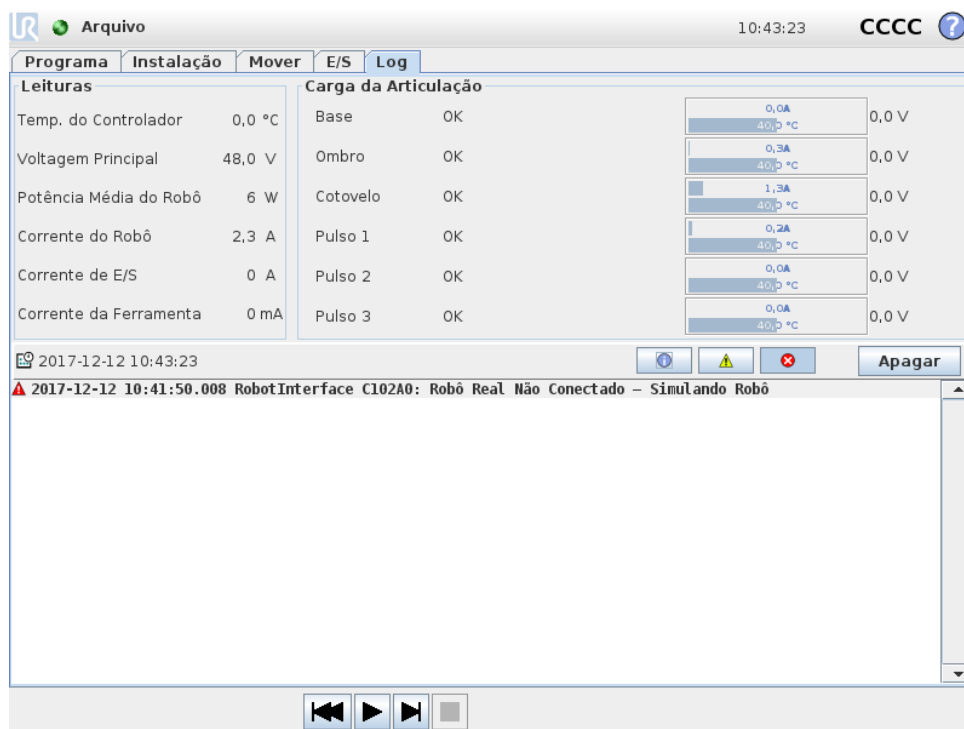 UR Arquivo 10:43:23 CCCC ?
Programa Instalação Mover E/S Log
Leituras
Temp. do Controlador 0,0 °C
Voltagem Principal 48,0 V
Potência Média do Robô 6 W
Corrente do Robô 2,3 A
Corrente de E/S 0 A
Corrente da Ferramenta 0 mA
Carga da Articulação
Base OK 0,0A 40,0 °C 0,0 V
Ombro OK 0,3A 40,0 °C 0,0 V
Cotovelo OK 1,3A 40,0 °C 0,0 V
Pulso 1 OK 0,2A 40,0 °C 0,0 V
Pulso 2 OK 0,0A 40,0 °C 0,0 V
Pulso 3 OK 0,0A 40,0 °C 0,0 V
2017-12-12 10:43:23 Apagar
2017-12-12 10:41:50.008 RobotInterface C102A0: Robô Real Não Conectado – Simulando Robô